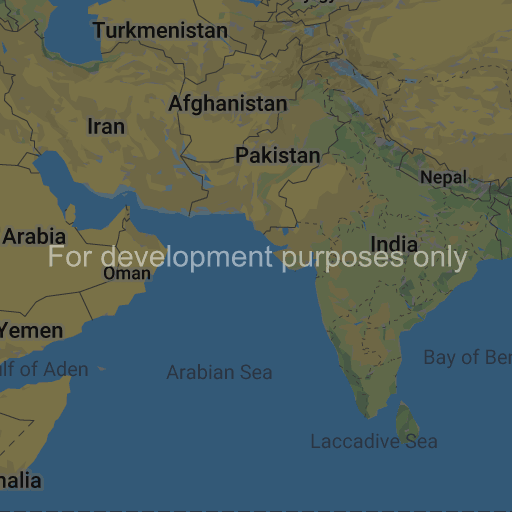 Turkmenistan
Afghanistan
Iran
Pakistan
Nepal
Arabia
India
For development purposes only
Oman
Yemen
Bay of Ben
lf of Aden
Arabian Sea
Laccadive Sea
nalia